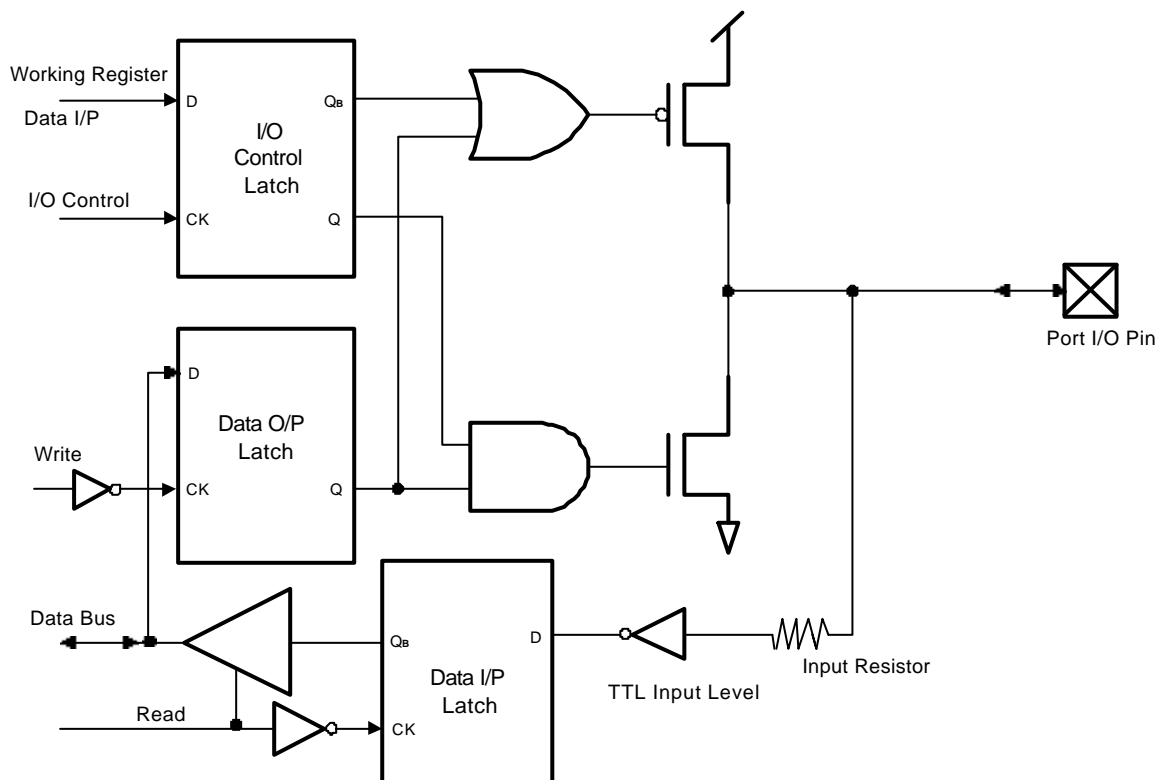 Working Register
Data I/P
D
QB
I/O
Control
Latch
I/O Control
CK
Q
Port I/O Pin
D
Data O/P
Latch
Write
CK
Q
Data Bus
QB
D
Input Resistor
TTL Input Level
Data I/P
Latch
Read
CK